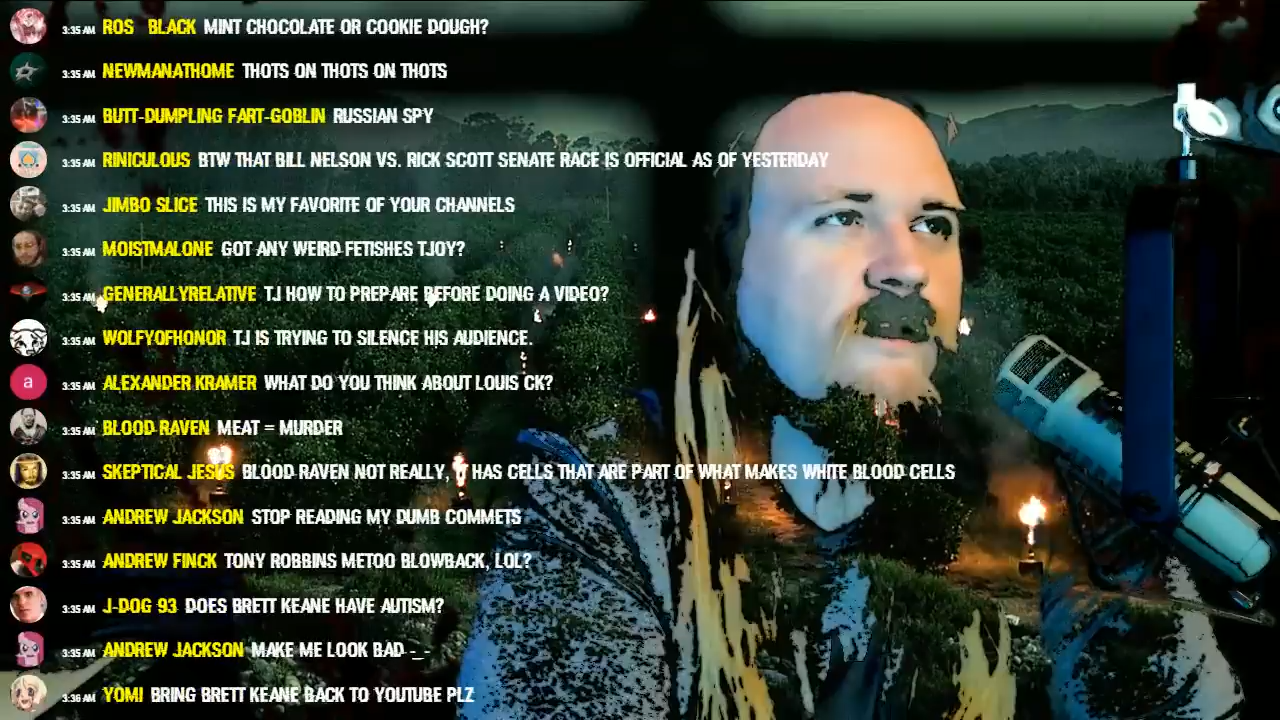 3:35 AM ROS BLACK MINT CHOCOLATE OR COOKIE DOUGH?
3:35 AM NEWMANATHOME THOTS ON THOTS ON THOTS
3:35 AM BUTT-DUMPLING FART-GOBLIN RUSSIAN SPY
3:35 AM RINICULOUS BTW THAT BILL NELSON VS. RICK SCOTT SENATE RACE IS OFFICIAL AS OF YESTERDAY
3:35 AM JIMBO SLICE THIS IS MY FAVORITE OF YOUR CHANNELS
3:35 AM MOISTMALONE GOT ANY WEIRD FETISHES TJOY?
3:35 AM GENERALLYRELATIVE TJ HOW TO PREPARE BEFORE DOING A VIDEO?
3:35 AM WOLFYOFHONOR TJ IS TRYING TO SILENCE HIS AUDIENCE.
a 3:35 AM ALEXANDER KRAMER WHAT DO YOU THINK ABOUT LOUIS CK?
3:35 AM BLOOD RAVEN MEAT = MURDER
3:35 AM SKEPTICAL JESUS BLOOD RAVEN NOT REALLY, IT HAS CELLS THAT ARE PART OF WHAT MAKES WHITE BLOOD CELLS
3:35 AM ANDREW JACKSON STOP READING MY DUMB COMMETS
3:35 AM ANDREW FINCK TONY ROBBINS METOO BLOWBACK, LOL?
3:35 AM J-DOG 93 DOES BRETT KEANE HAVE AUTISM?
3:35 AM ANDREW JACKSON MAKE ME LOOK BAD -_-
3:36 AM YOMI BRING BRETT KEANE BACK TO YOUTUBE PLZ